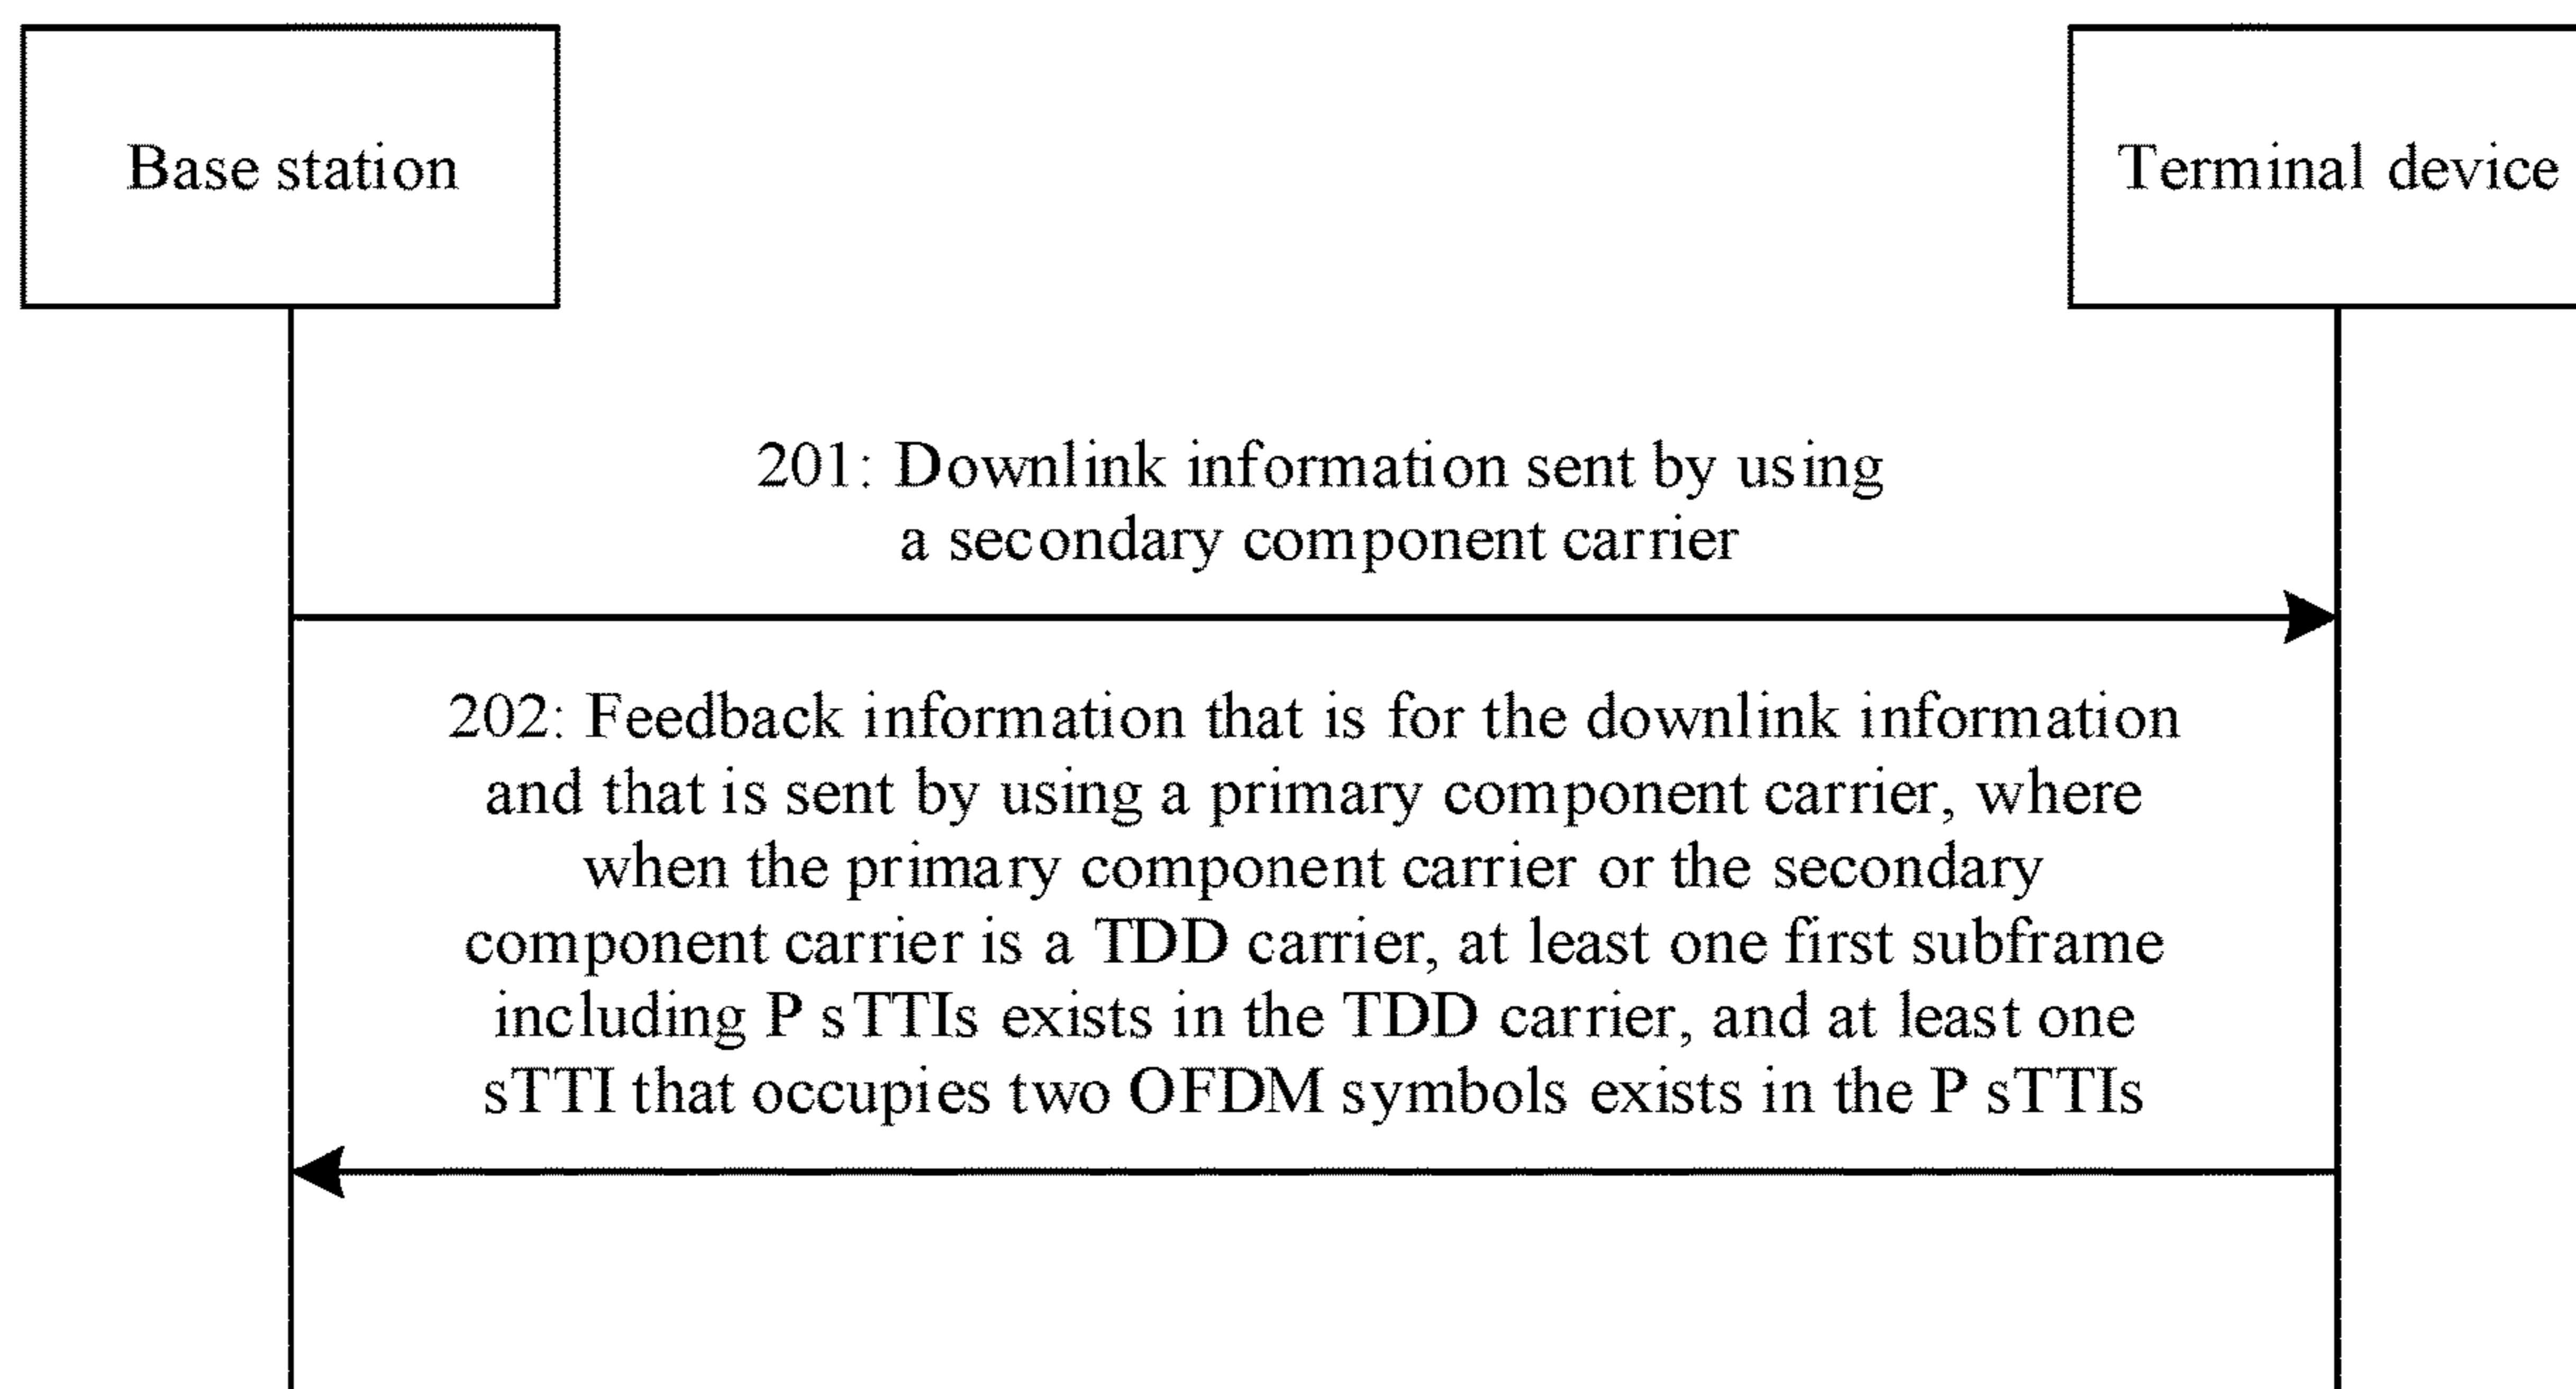 Base station
Terminal device
201: Downlink information sent by using
a secondary component carrier
202: Feedback information that is for the downlink information
and that is sent by using a primary component carrier, where
when the primary component carrier or the secondary
component carrier is a TDD carrier, at least one first subframe
including P sTTIs exists in the TDD carrier, and at least one
sTTI that occupies two OFDM symbols exists in the P sTTIs